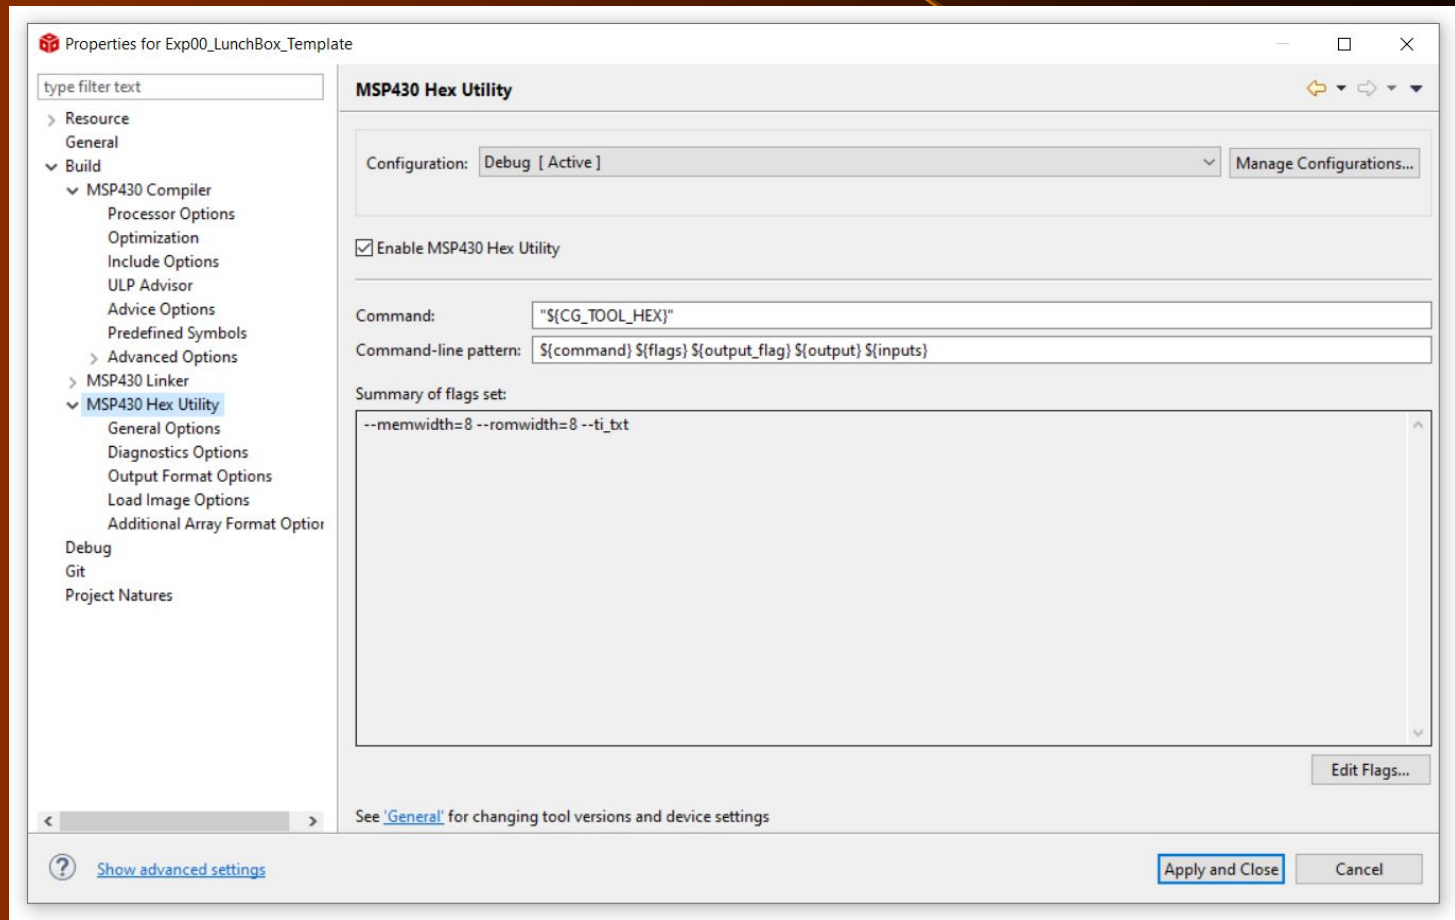 Properties for Exp00_LunchBox_Template
type filter text
Resource
General
Build
MSP430 Compiler
Processor Options
Optimization
Include Options
ULP Advisor
Advice Options
Predefined Symbols
Advanced Options
MSP430 Linker
MSP430 Hex Utility
General Options
Diagnostics Options
Output Format Options
Load Image Options
Additional Array Format Option
Debug
Git
Project Natures
MSP430 Hex Utility
Configuration: Debug [ Active ] Manage Configurations...
Enable MSP430 Hex Utility
Command: "${CG_TOOL_HEX}"
Command-line pattern: ${command} ${flags} ${output_flag} ${output} ${inputs}
Summary of flags set:
--memwidth=8 --romwidth=8 --ti_txt
Edit Flags...
See 'General' for changing tool versions and device settings
? Show advanced settings
Apply and Close Cancel